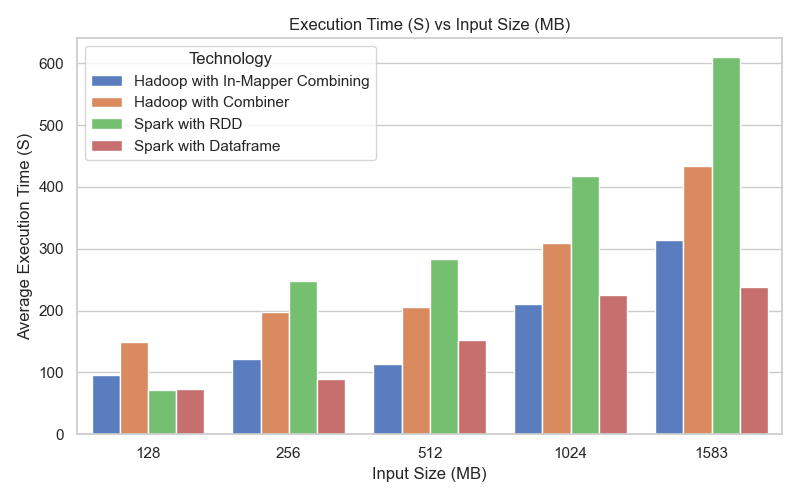 Execution Time (S) vs Input Size (MB)
Technology
Hadoop with In-Mapper Combining
Hadoop with Combiner
Spark with RDD
Spark with Dataframe
Average Execution Time (S)
600
500
400
300
200
100
0
128
256
512
1024
1583
Input Size (MB)